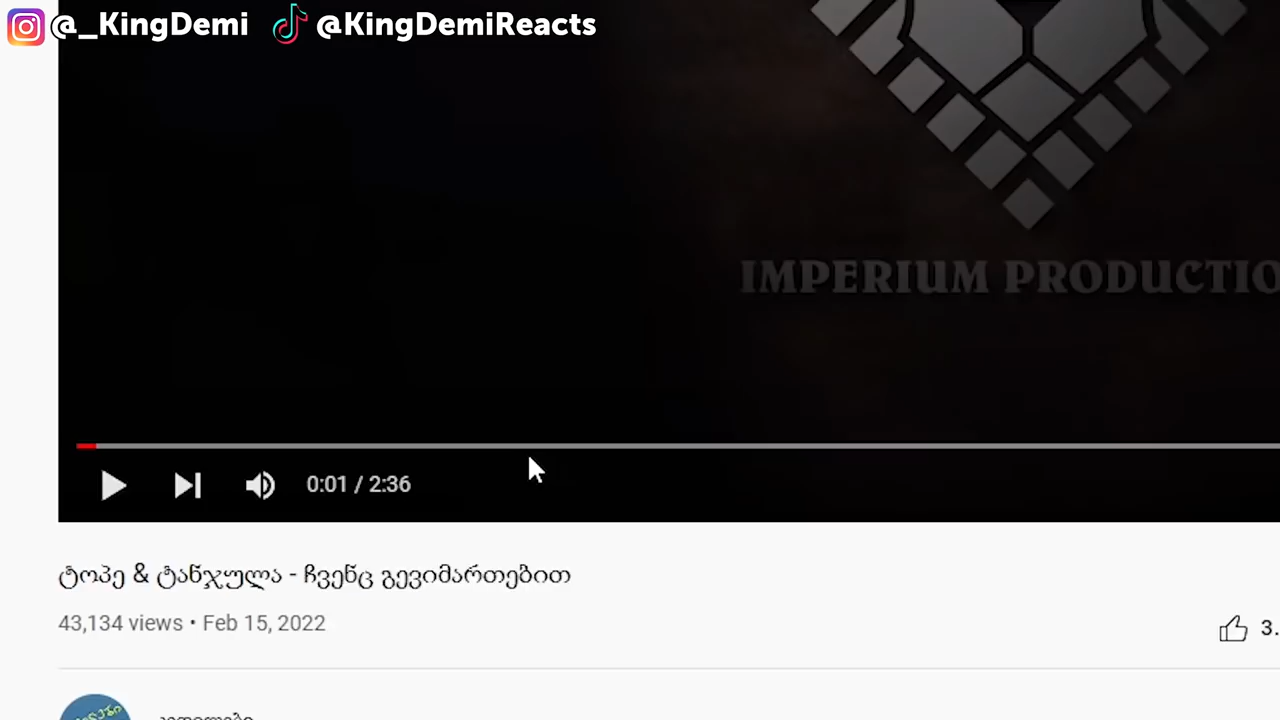 @_KingDemi @KingDemiReacts
IMPERIUM PRODUCTIO
0:01 / 2:36
ტოპე & ტანჯულა - ჩვენც გევიმართებით
43,134 views • Feb 15, 2022
3.